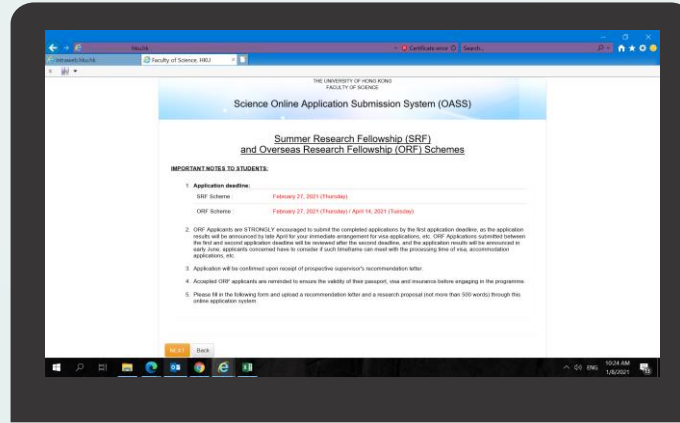 hku.hk
Certificate error
Search...
intraweb.hku.hk
Faculty of Science, HKU
THE UNIVERSITY OF HONG KONG
FACULTY OF SCIENCE
Science Online Application Submission System (OASS)
Summer Research Fellowship (SRF)
and Overseas Research Fellowship (ORF) Schemes
IMPORTANT NOTES TO STUDENTS:
1. Application deadline:
SRF Scheme : February 27, 2021 (Thursday)
ORF Scheme : February 27, 2021 (Thursday) / April 14, 2021 (Tuesday)
2. ORF Applicants are STRONGLY encouraged to submit the completed applications by the first application deadline, as the application
results will be announced by late April for your immediate arrangement for visa applications, etc. ORF Applications submitted between
the first and second application deadline will be reviewed after the second deadline, and the application results will be announced in
early June, applicants concerned have to consider if such timeframe can meet with the processing time of visa, accommodation
applications, etc.
3. Application will be confirmed upon receipt of prospective supervisor's recommendation letter.
4. Accepted ORF applicants are reminded to ensure the validity of their passport, visa and insurance before engaging in the programme.
5. Please fill in the following form and upload a recommendation letter and a research proposal (not more than 500 words) through this
online application system.
NEXT Back
ENG
10:24 AM
1/8/2021